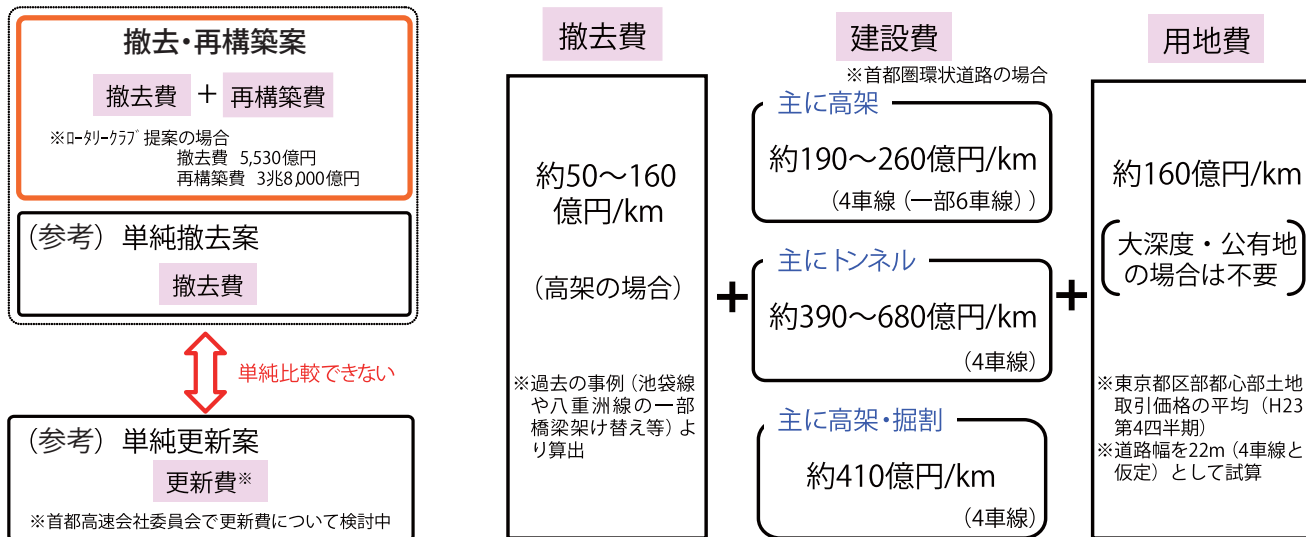 撤去・再構築案
撤去費 + 再構築費
※ﾛｰﾀﾘｰｸﾗﾌﾞ提案の場合
撤去費 5,530億円
再構築費 3兆8,000億円
(参考) 単純撤去案
撤去費
単純比較できない
(参考) 単純更新案
更新費※
※首都高速会社委員会で更新費について検討中
撤去費
約50～160
億円/km
(高架の場合)
※過去の事例(池袋線
や八重洲線の一部
橋梁架け替え等)よ
り算出
+
建設費
※首都圏環状道路の場合
主に高架
約190～260億円/km
(4車線(一部6車線))
主にトンネル
約390～680億円/km
(4車線)
主に高架・掘割
約410億円/km
(4車線)
+
用地費
約160億円/km
大深度・公有地
の場合は不要
※東京都区部都心部土地
取引価格の平均(H23
第4四半期)
※道路幅を22m(4車線と
仮定)として試算